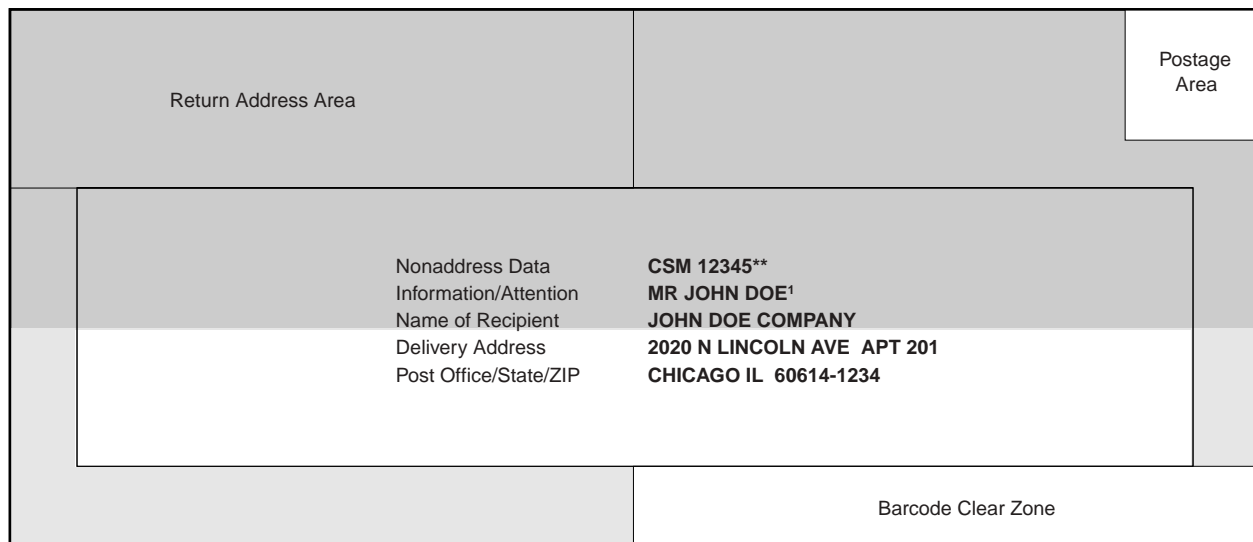 Return Address Area
Postage
Area
Nonaddress Data CSM 12345**
Information/Attention MR JOHN DOE¹
Name of Recipient JOHN DOE COMPANY
Delivery Address 2020 N LINCOLN AVE  APT 201
Post Office/State/ZIP CHICAGO IL  60614-1234
Barcode Clear Zone